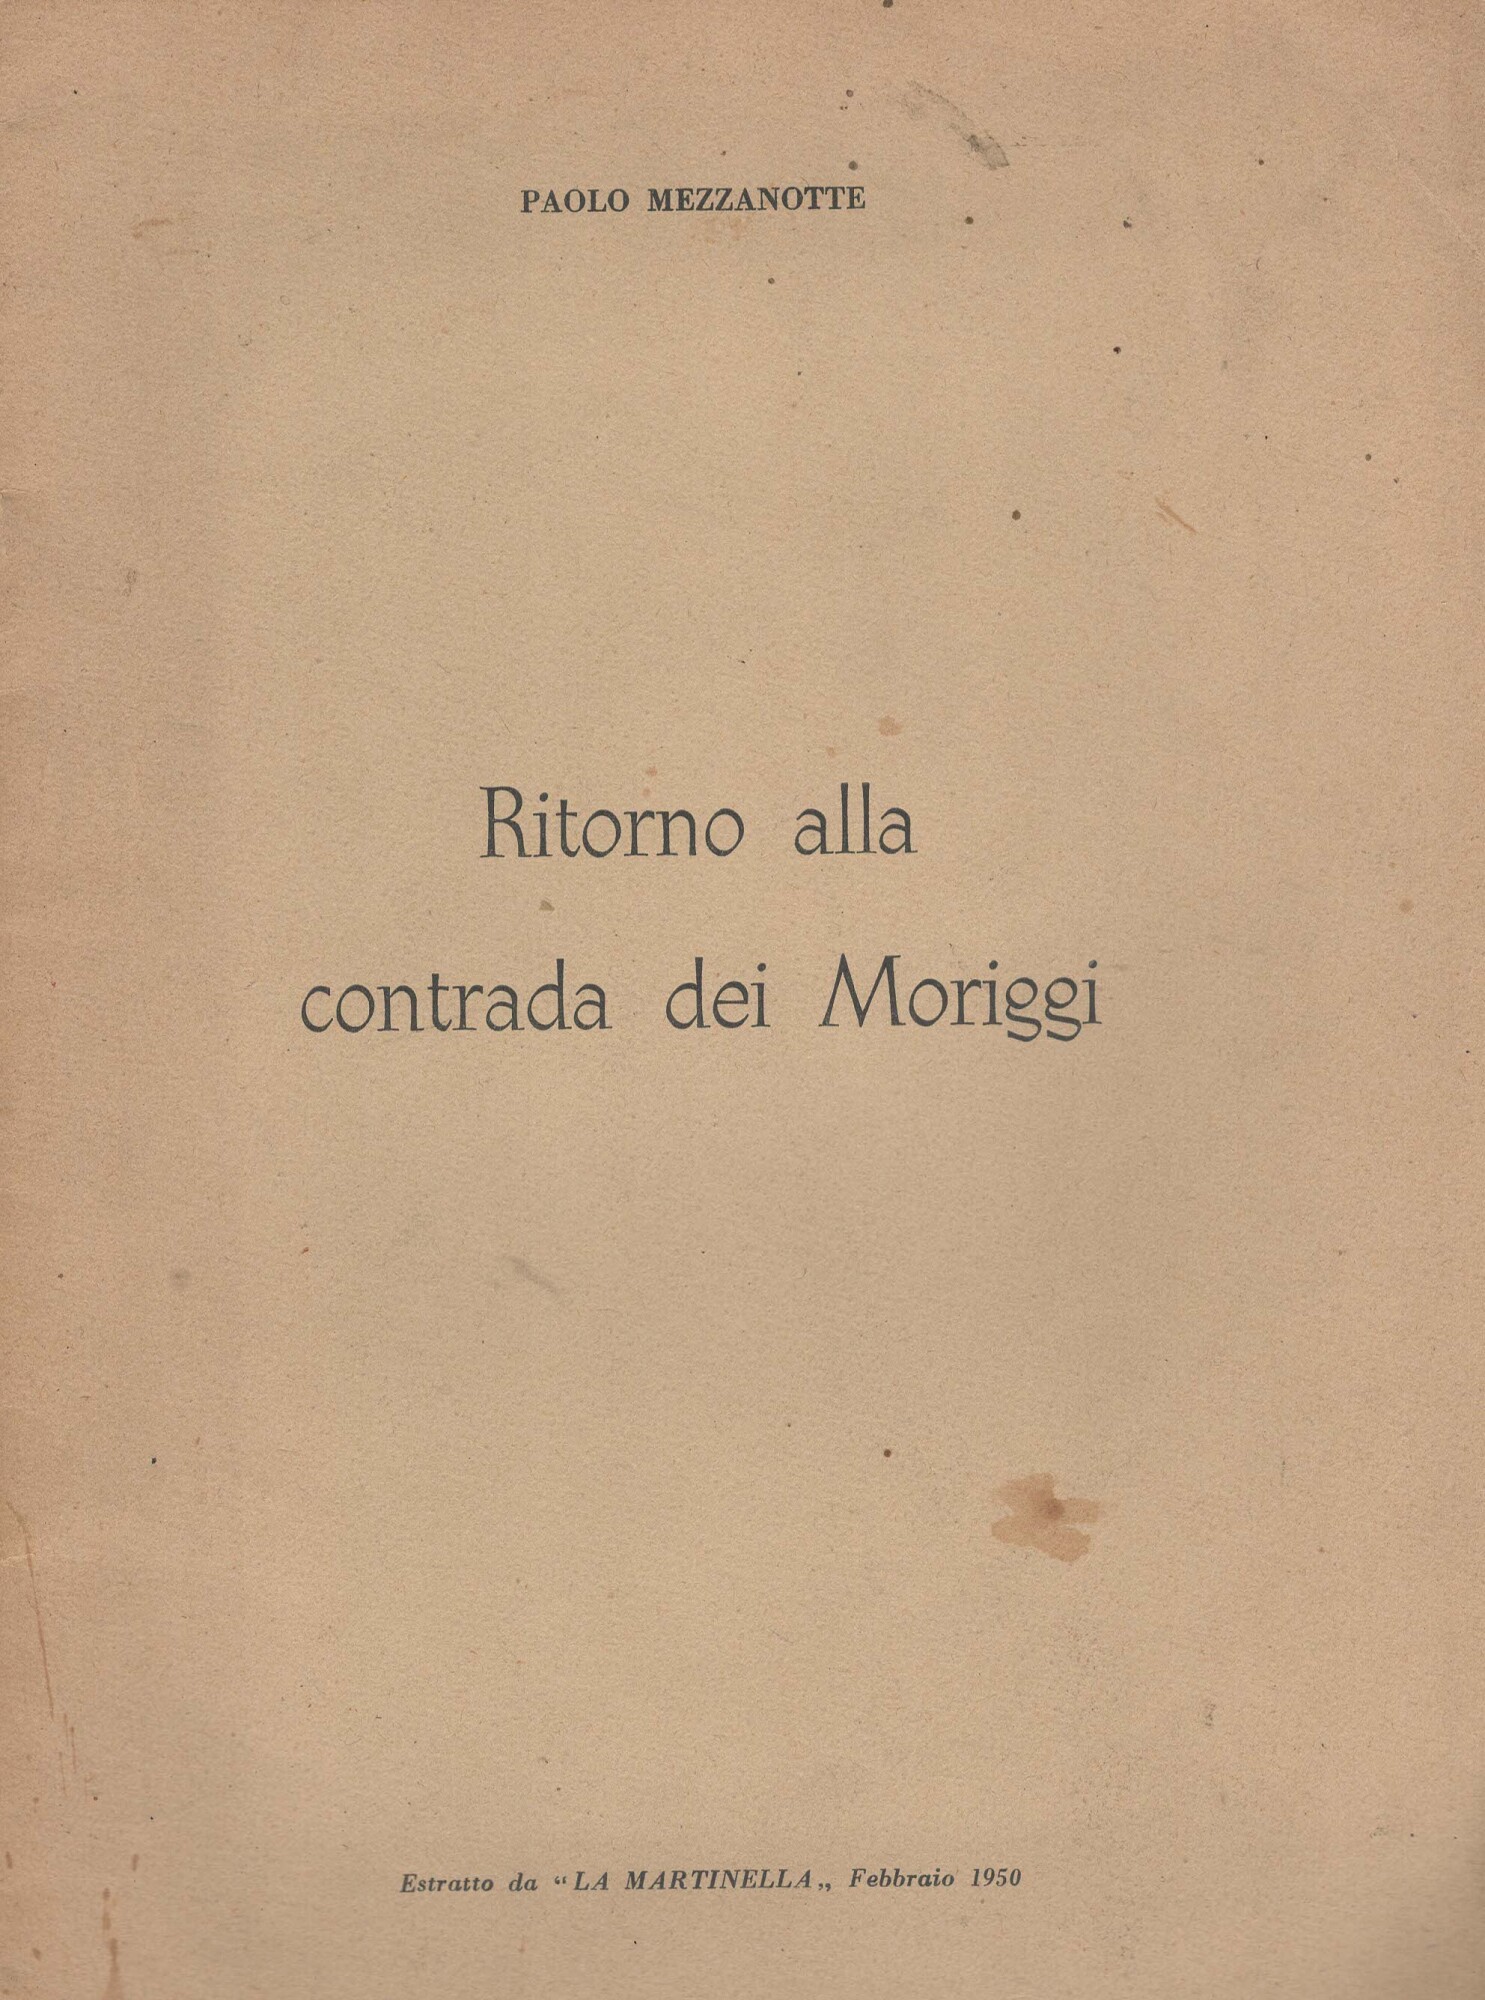 PAOLO MEZZANOTTE
Ritorno alla
contrada dei Moriggi
Estratto da “LA MARTINELLA„ Febbraio 1950